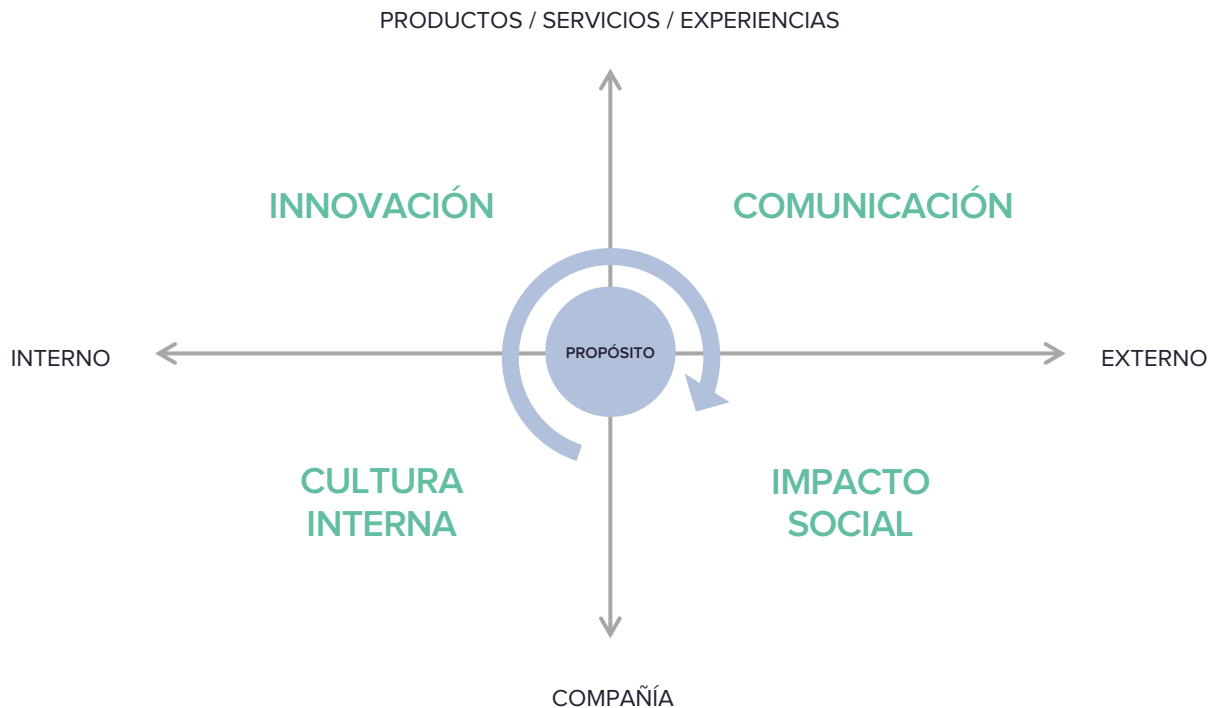 PRODUCTOS / SERVICIOS / EXPERIENCIAS
INNOVACIÓN
COMUNICACIÓN
INTERNO
PROPÓSITO
EXTERNO
CULTURA
INTERNA
IMPACTO
SOCIAL
COMPAÑÍA